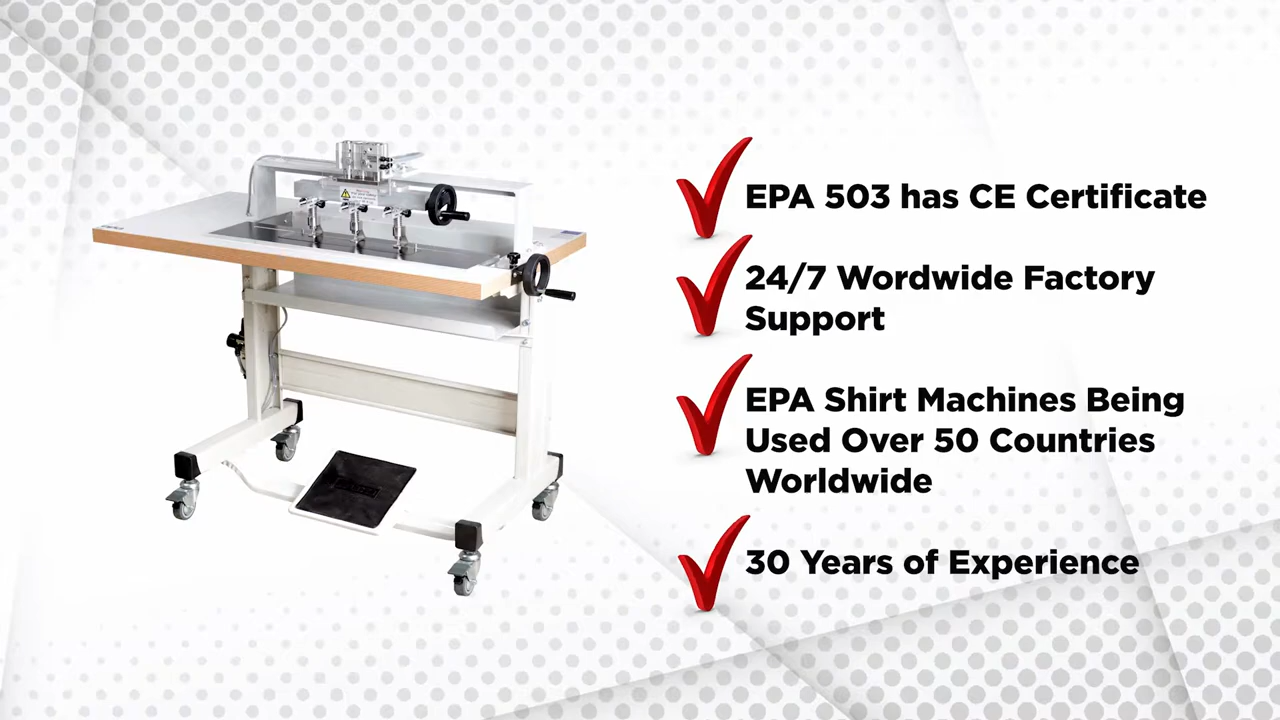 EPA 503 has CE Certificate
24/7 Wordwide Factory
Support
EPA Shirt Machines Being
Used Over 50 Countries
Worldwide
30 Years of Experience